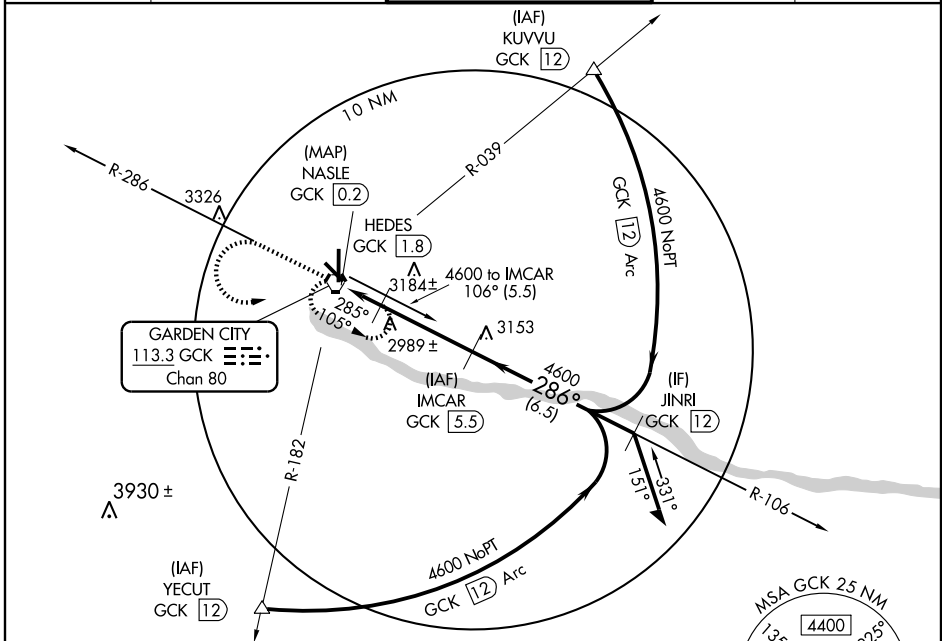 (IAF)
KUVVU
GCK 12
10 NM
R-039
R-286
3326
(MAP)
NASLE
GCK 0.2
HEDES
GCK 1.8
GCK 12 Arc
4600 NoPT
3184 ±
4600 to IMCAR
106° (5.5)
285°
105°
2989 ±
3153
GARDEN CITY
113.3 GCK
Chan 80
(IAF)
IMCAR
GCK 5.5
4600
286°
(6.5)
(IF)
JINRI
GCK 12
R-182
151°
331°
R-106
3930 ±
(IAF)
YECUT
GCK 12
4600 NoPT
GCK 12 Arc
MSA GCK 25 NM
4400